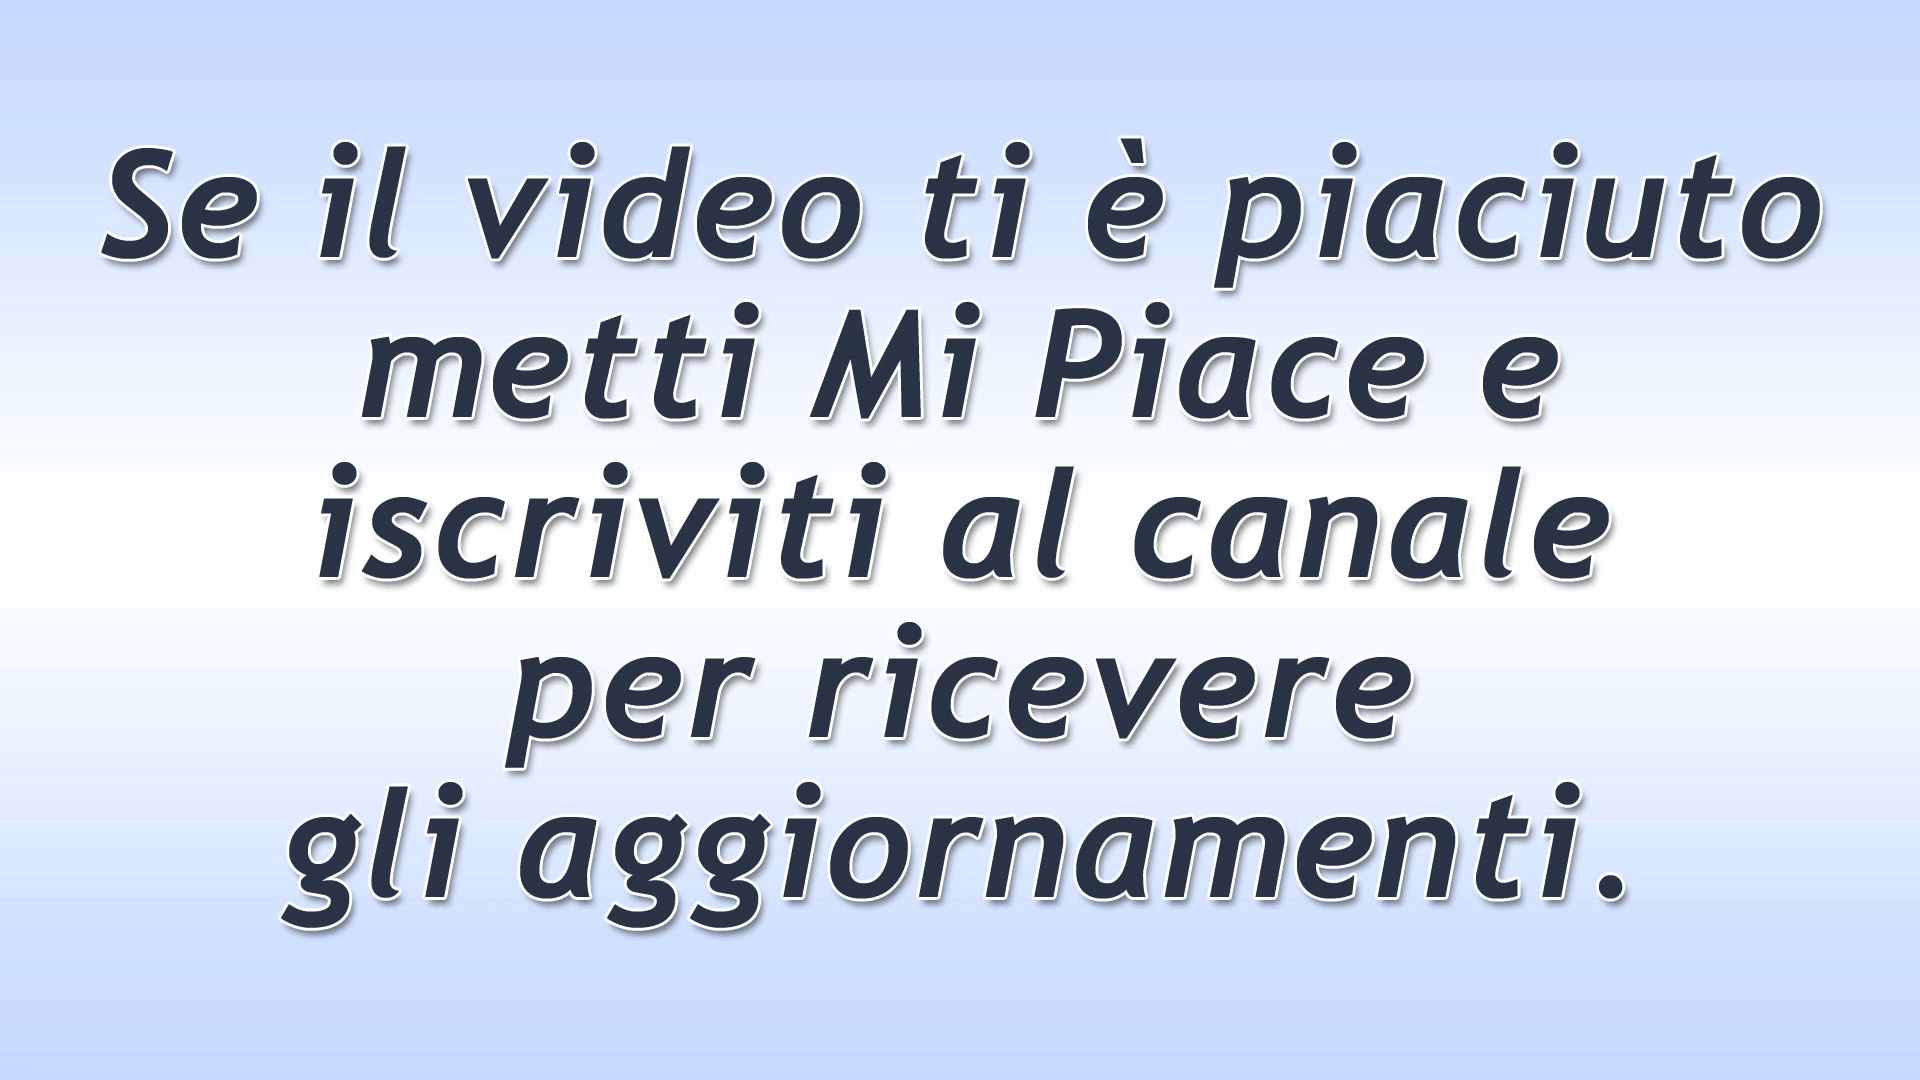 Se il video ti è piaciuto
metti Mi Piace e
iscriviti al canale
per ricevere
gli aggiornamenti.